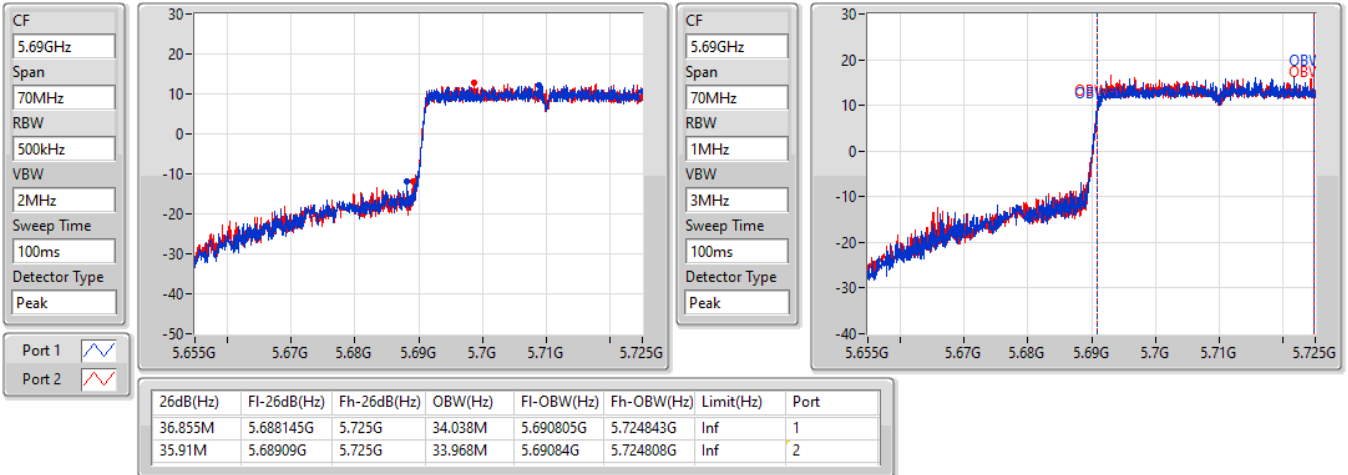 CF
5.69GHz
Span
70MHz
RBW
500kHz
VBW
2MHz
Sweep Time
100ms
Detector Type
Peak
Port 1
Port 2
30
20
10
0
-10
-20
-30
-40
-50
5.655G 5.67G 5.68G 5.69G 5.7G 5.71G 5.725G
CF
5.69GHz
Span
70MHz
RBW
1MHz
VBW
3MHz
Sweep Time
100ms
Detector Type
Peak
30
20
10
0
-10
-20
-30
-40
OBW
OBW
5.655G 5.67G 5.68G 5.69G 5.7G 5.71G 5.725G
26dB(Hz) Fl-26dB(Hz) Fh-26dB(Hz) OBW(Hz) Fl-OBW(Hz) Fh-OBW(Hz) Limit(Hz) Port
36.855M 5.688145G 5.725G 34.038M 5.690805G 5.724843G Inf 1
35.91M 5.68909G 5.725G 33.968M 5.69084G 5.724808G Inf 2